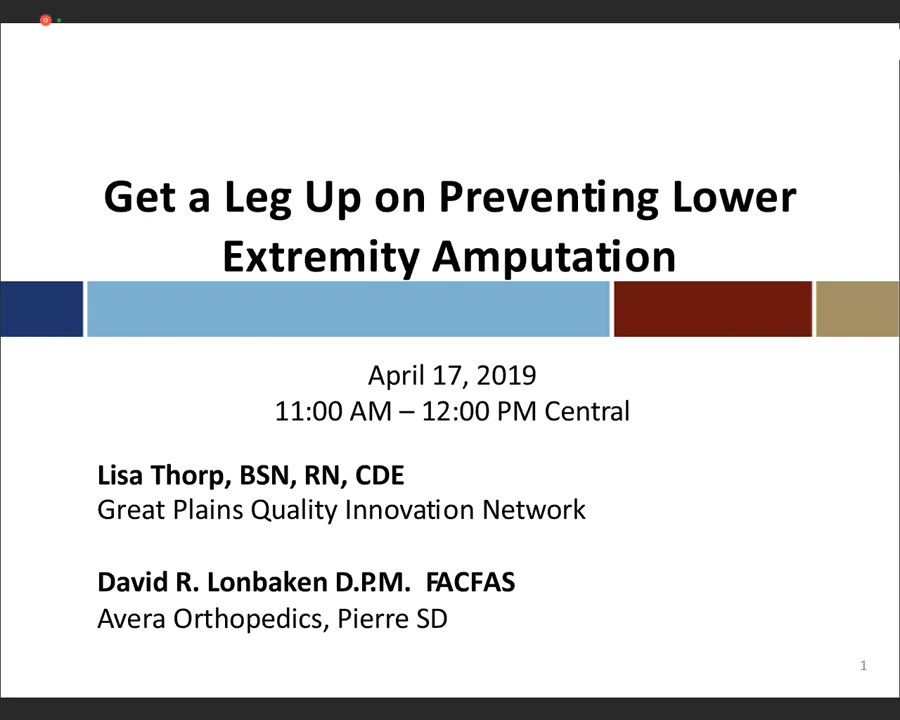 Get a Leg Up on Preventing Lower
Extremity Amputation
April 17, 2019
11:00 AM – 12:00 PM Central
Lisa Thorp, BSN, RN, CDE
Great Plains Quality Innovation Network
David R. Lonbaken D.P.M.  FACFAS
Avera Orthopedics, Pierre SD
1